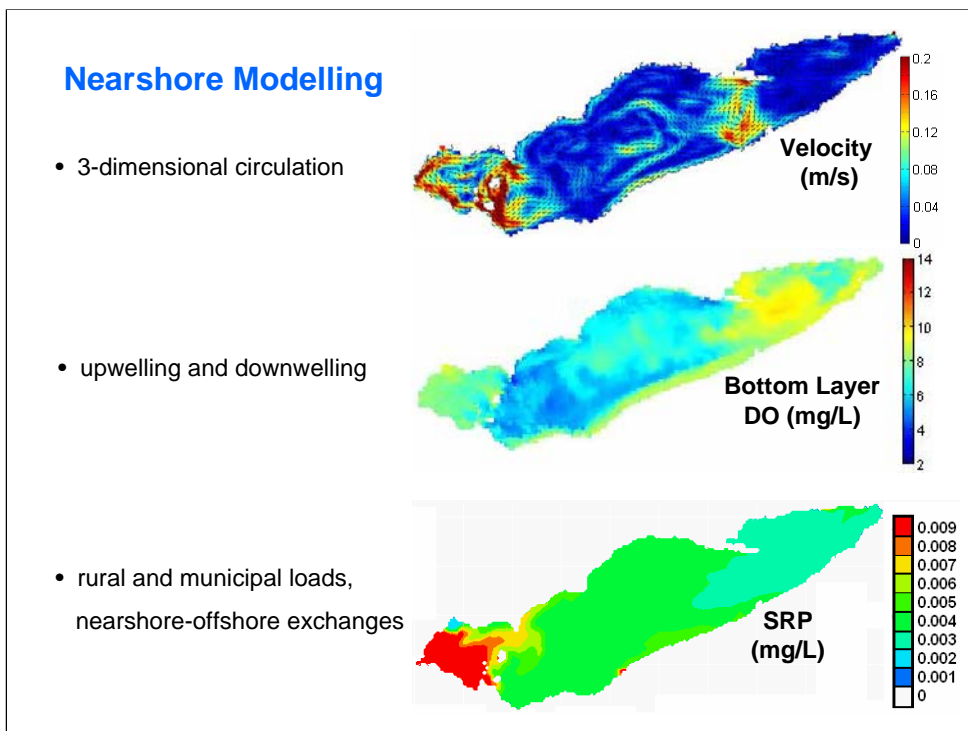 Nearshore Modelling
• 3-dimensional circulation
0.2
0.16
0.12
0.08
0.04
0
Velocity
(m/s)
• upwelling and downwelling
14
12
10
8
6
4
2
Bottom Layer
DO (mg/L)
• rural and municipal loads,
nearshore-offshore exchanges
0.009
0.008
0.007
0.006
0.005
0.004
0.003
0.002
0.001
0
SRP
(mg/L)